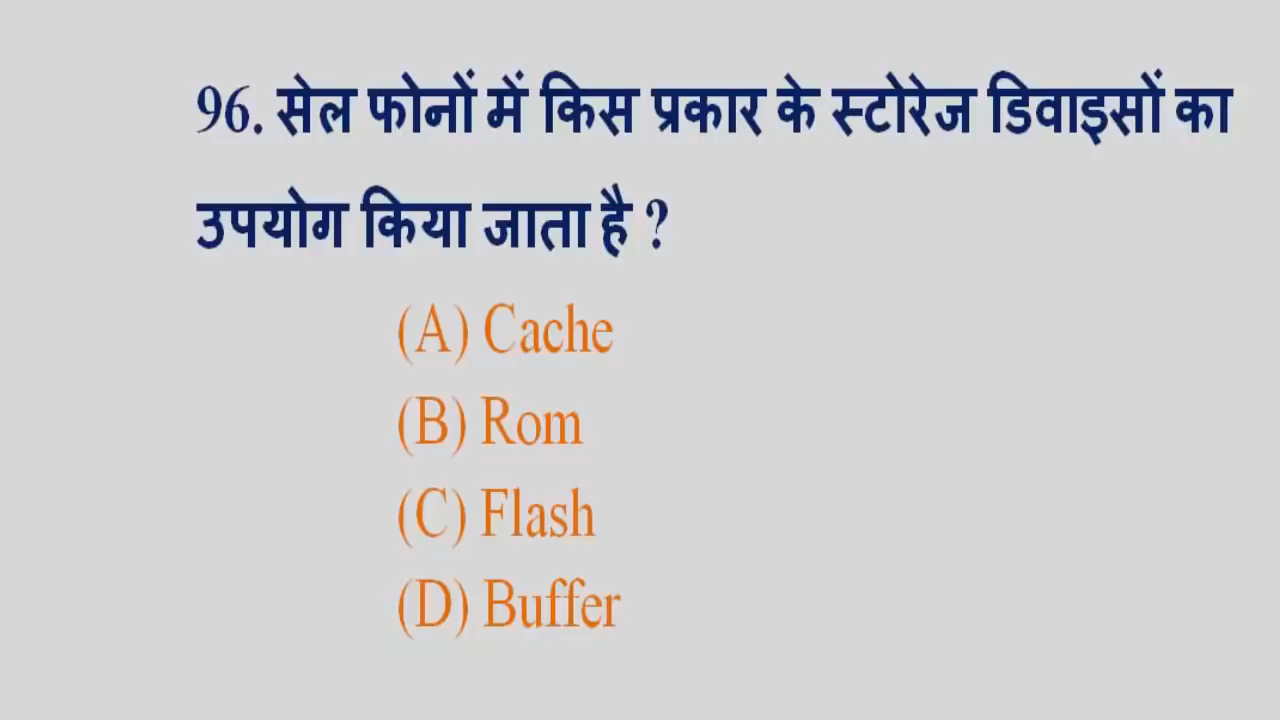 96. सेल फोनों में किस प्रकार के स्टोरेज डिवाइसों का
उपयोग किया जाता है ?
(A) Cache
(B) Rom
(C) Flash
(D) Buffer